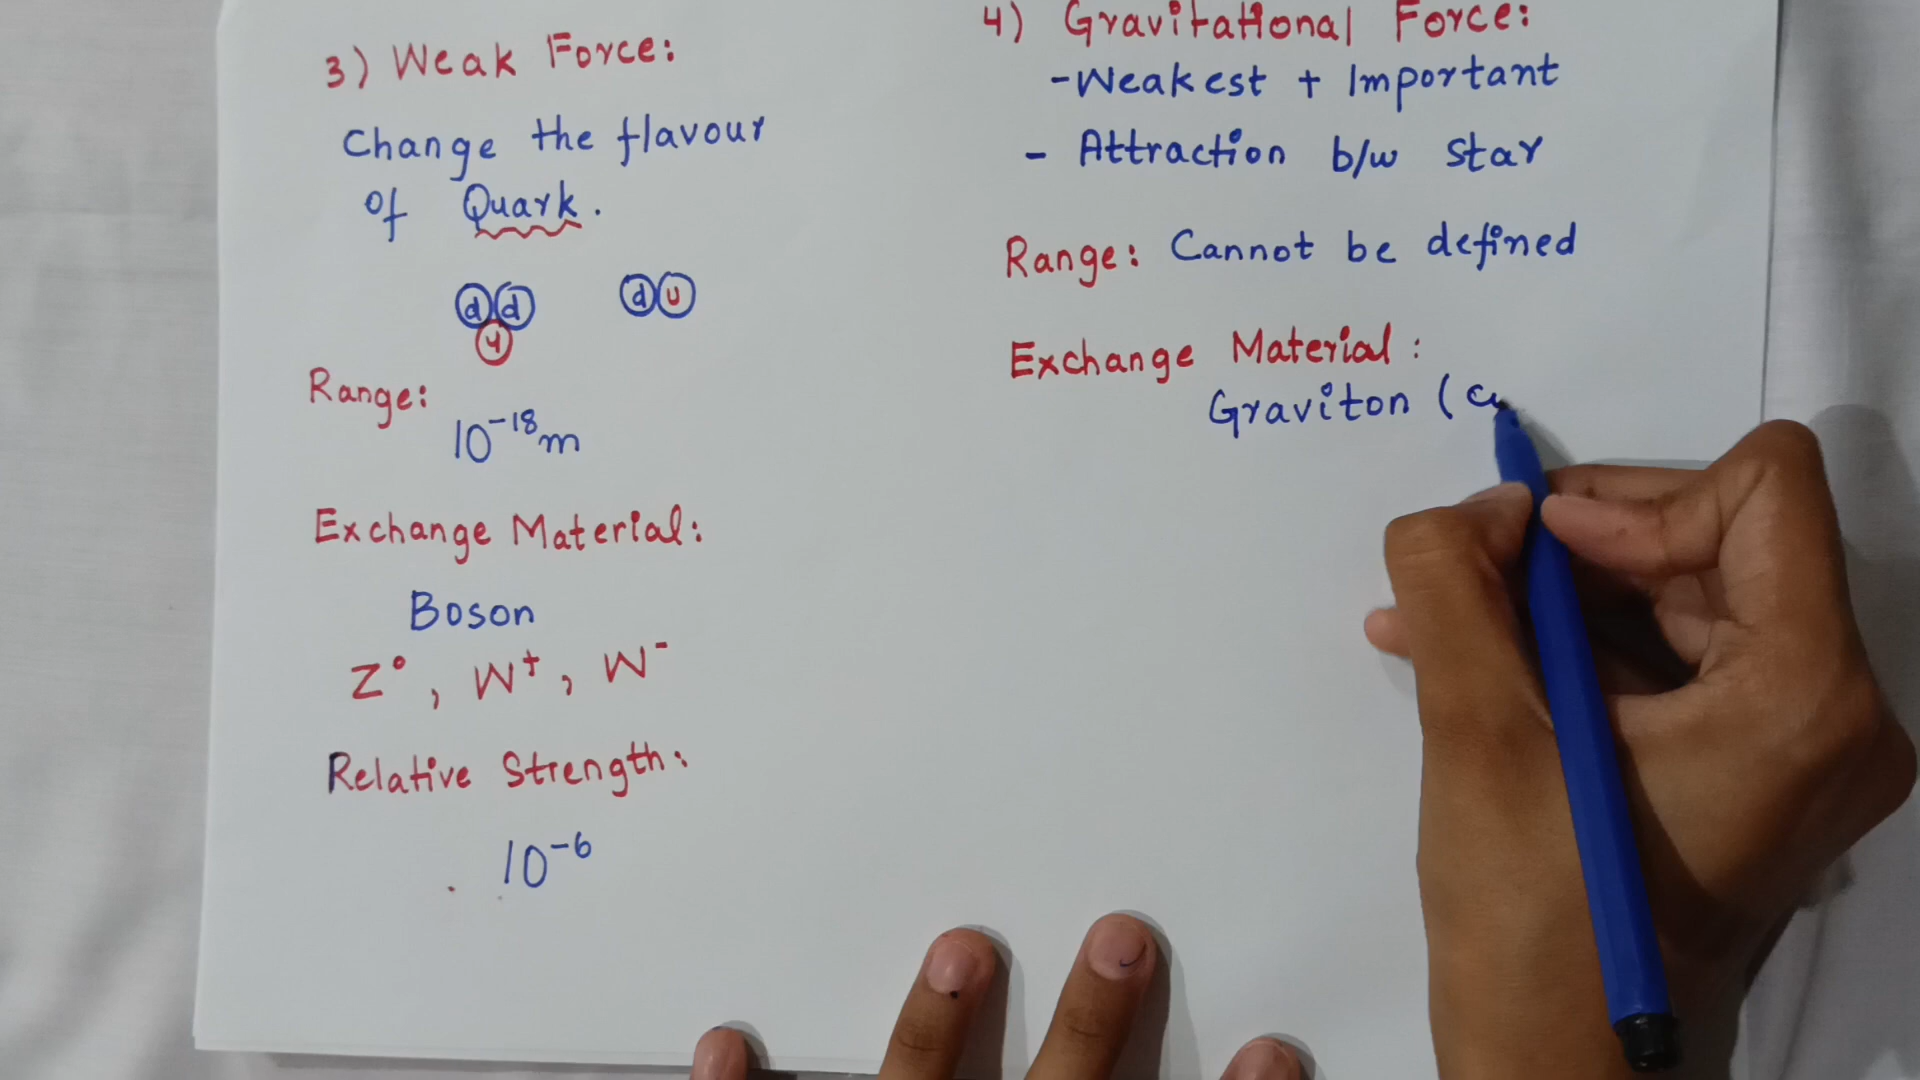 3) Weak Force:
Change the flavour
of Quark.
d d d u
u
Range:
10⁻¹⁸m
Exchange Material:
Boson
Z°, W⁺, W⁻
Relative Strength:
10⁻⁶
4) Gravitational Force:
-Weakest + Important
- Attraction b/w star
Range: Cannot be defined
Exchange Material:
Graviton (